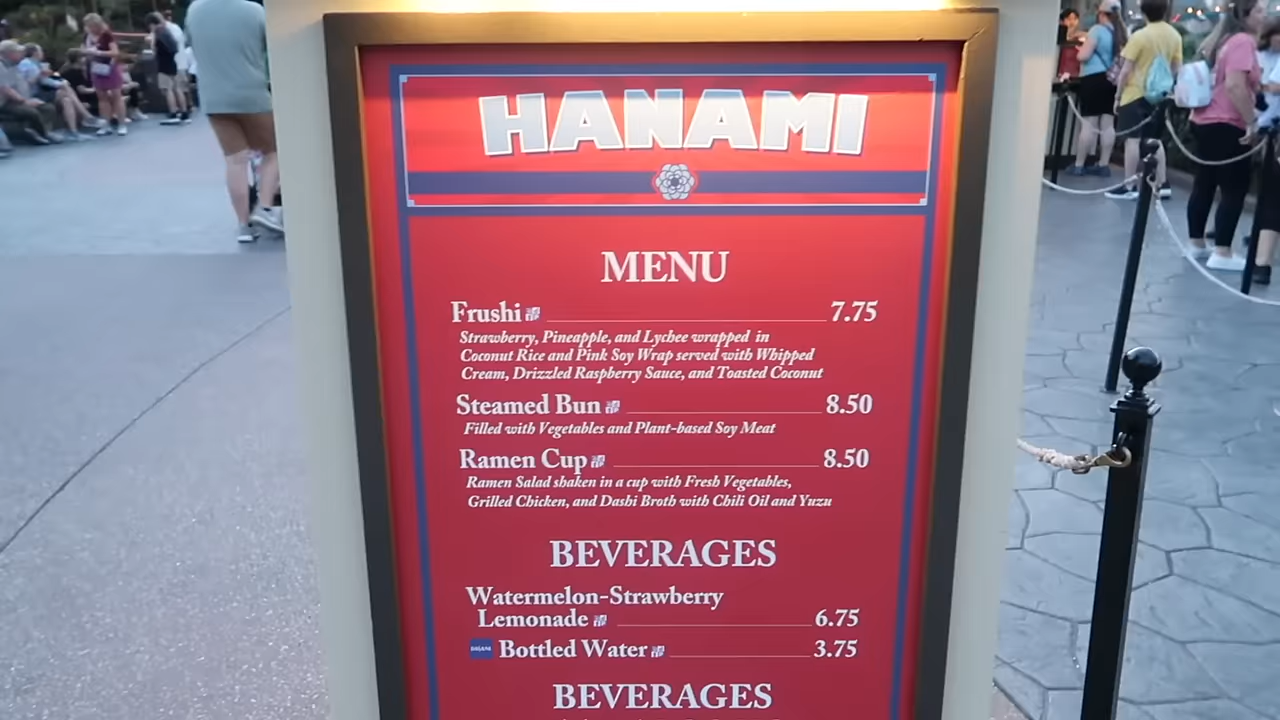 HANAMI
MENU
Frushi 7.75
Strawberry, Pineapple, and Lychee wrapped in
Coconut Rice and Pink Soy Wrap served with Whipped
Cream, Drizzled Raspberry Sauce, and Toasted Coconut
Steamed Bun 8.50
Filled with Vegetables and Plant-based Soy Meat
Ramen Cup 8.50
Ramen Salad shaken in a cup with Fresh Vegetables,
Grilled Chicken, and Dashi Broth with Chili Oil and Yuzu
BEVERAGES
Watermelon-Strawberry
Lemonade 6.75
DASANI Bottled Water 3.75
BEVERAGES